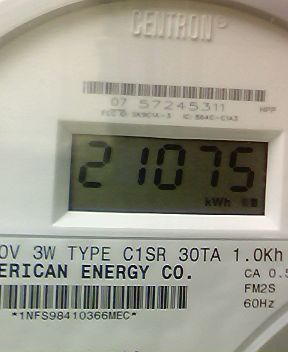 CENTRON®
07 57245311
HPP
21075
kWh
0V 3W TYPE C1SR 30TA 1.0Kh
ERICAN ENERGY CO.
CA 0.5
FM2S
60Hz
*1NFS98410366MEC*